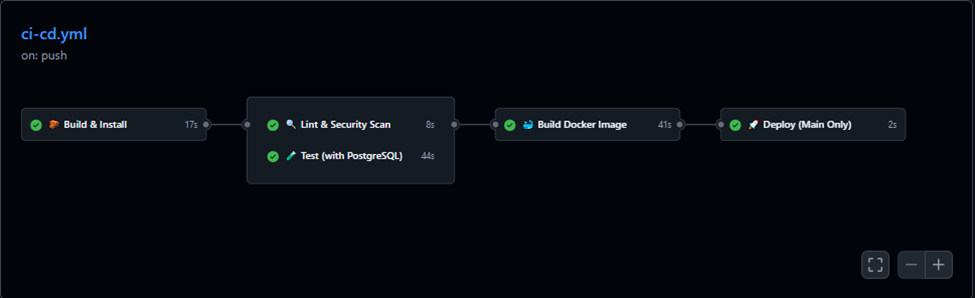 ci-cd.yml
on: push
🧱 Build & Install 17s
🔍 Lint & Security Scan 8s
🧪 Test (with PostgreSQL) 44s
🐳 Build Docker Image 41s
🚀 Deploy (Main Only) 2s